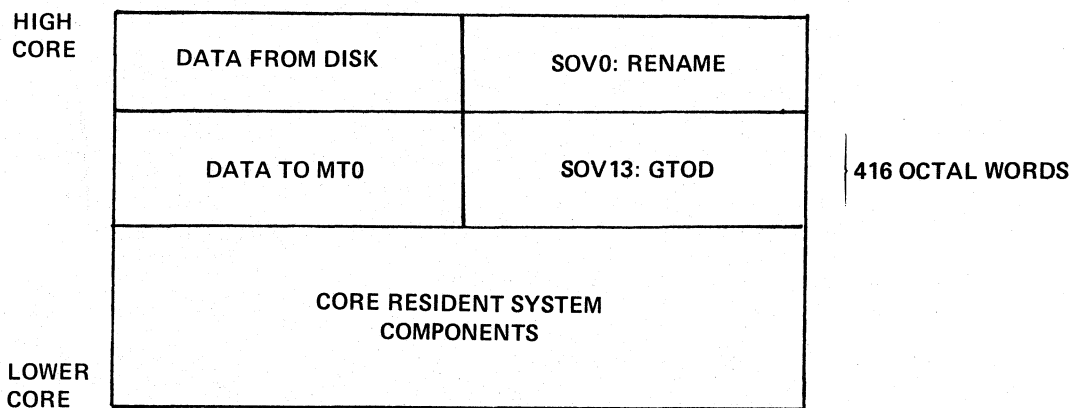 HIGH
CORE
DATA FROM DISK
SOV0: RENAME
DATA TO MT0
SOV13: GTOD
416 OCTAL WORDS
CORE RESIDENT SYSTEM
COMPONENTS
LOWER
CORE